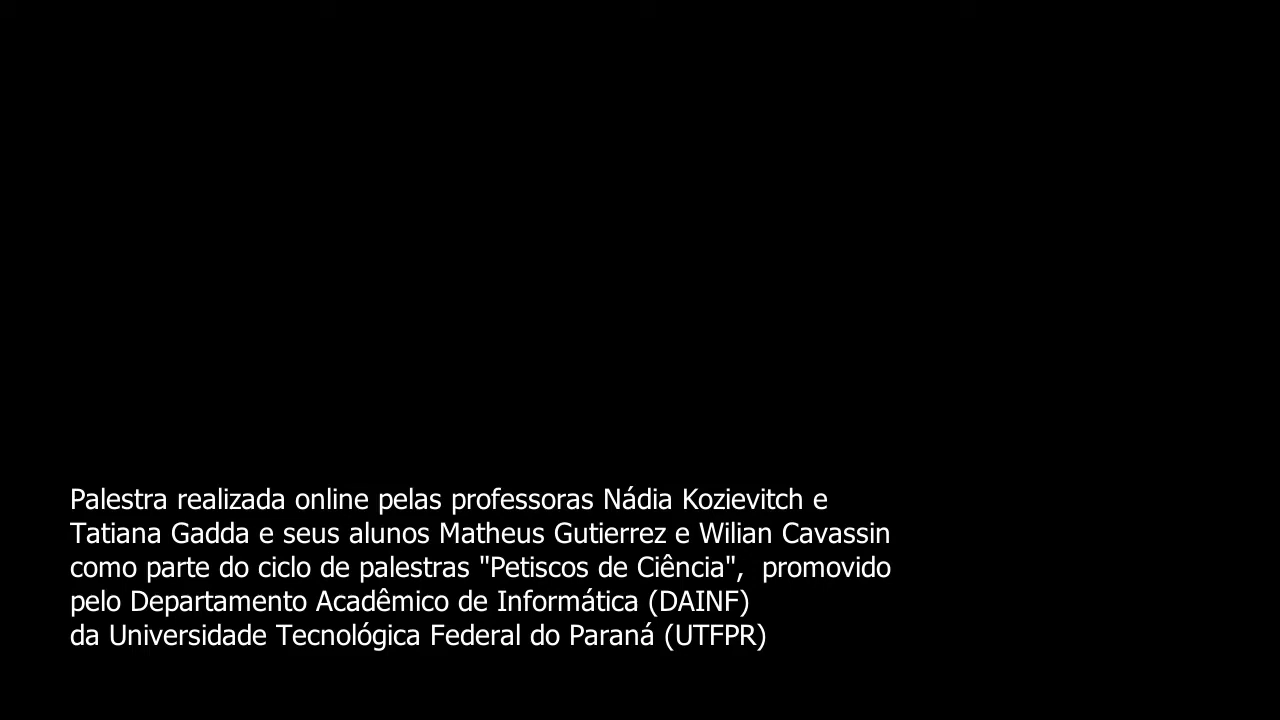 Palestra realizada online pelas professoras Nádia Kozievitch e
Tatiana Gadda e seus alunos Matheus Gutierrez e Wilian Cavassin
como parte do ciclo de palestras "Petiscos de Ciência",  promovido
pelo Departamento Acadêmico de Informática (DAINF)
da Universidade Tecnológica Federal do Paraná (UTFPR)